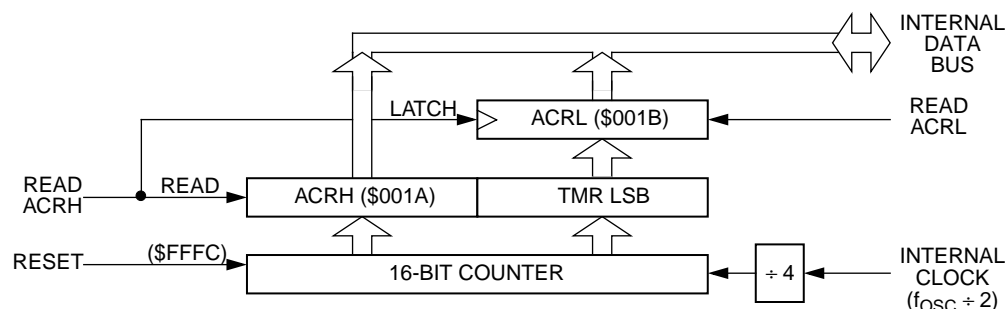 INTERNAL
DATA
BUS
LATCH
ACRL ($001B)
READ
ACRL
READ
ACRH
READ
ACRH ($001A)
TMR LSB
RESET
($FFFC)
16-BIT COUNTER
÷ 4
INTERNAL
CLOCK
(fOSC ÷ 2)